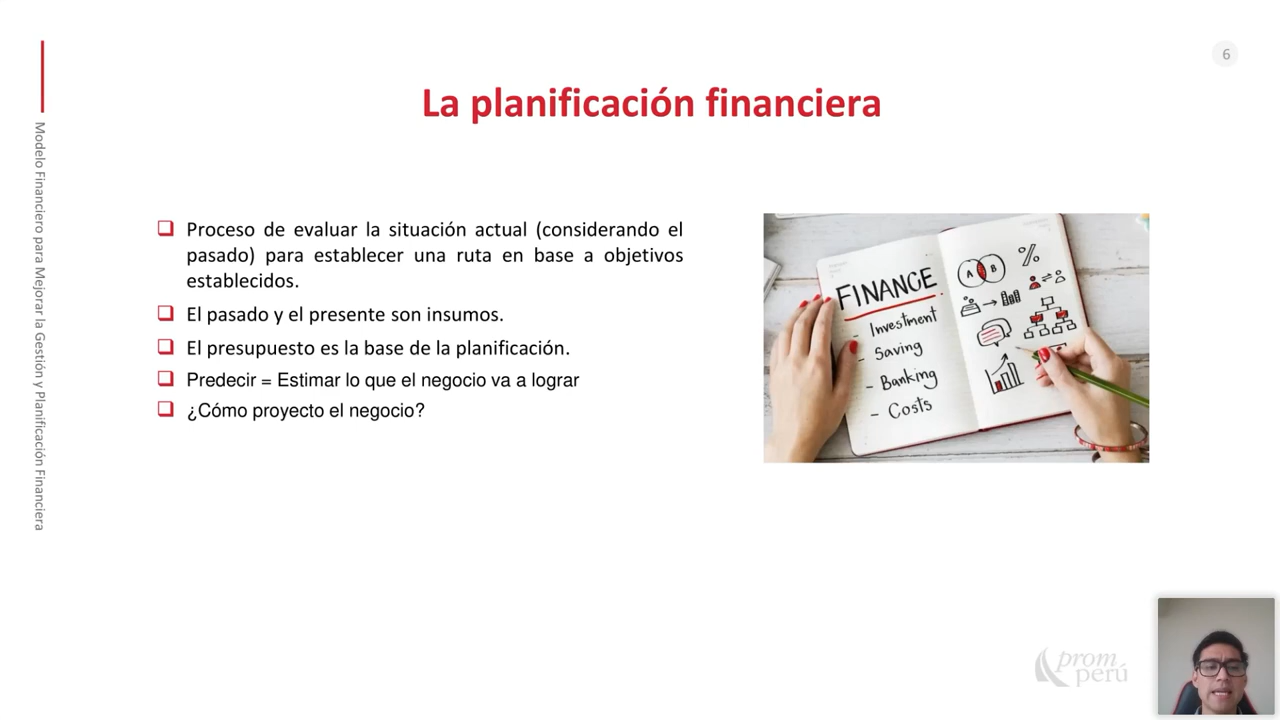 6
La planificación financiera
Modelo Financiero para Mejorar la Gestión y Planificación Financiera
Proceso de evaluar la situación actual (considerando el
pasado) para establecer una ruta en base a objetivos
establecidos.
El pasado y el presente son insumos.
El presupuesto es la base de la planificación.
Predecir = Estimar lo que el negocio va a lograr
¿Cómo proyecto el negocio?
FINANCE
Investment
- Saving
- Banking
- Costs
A B
%
prom
perú